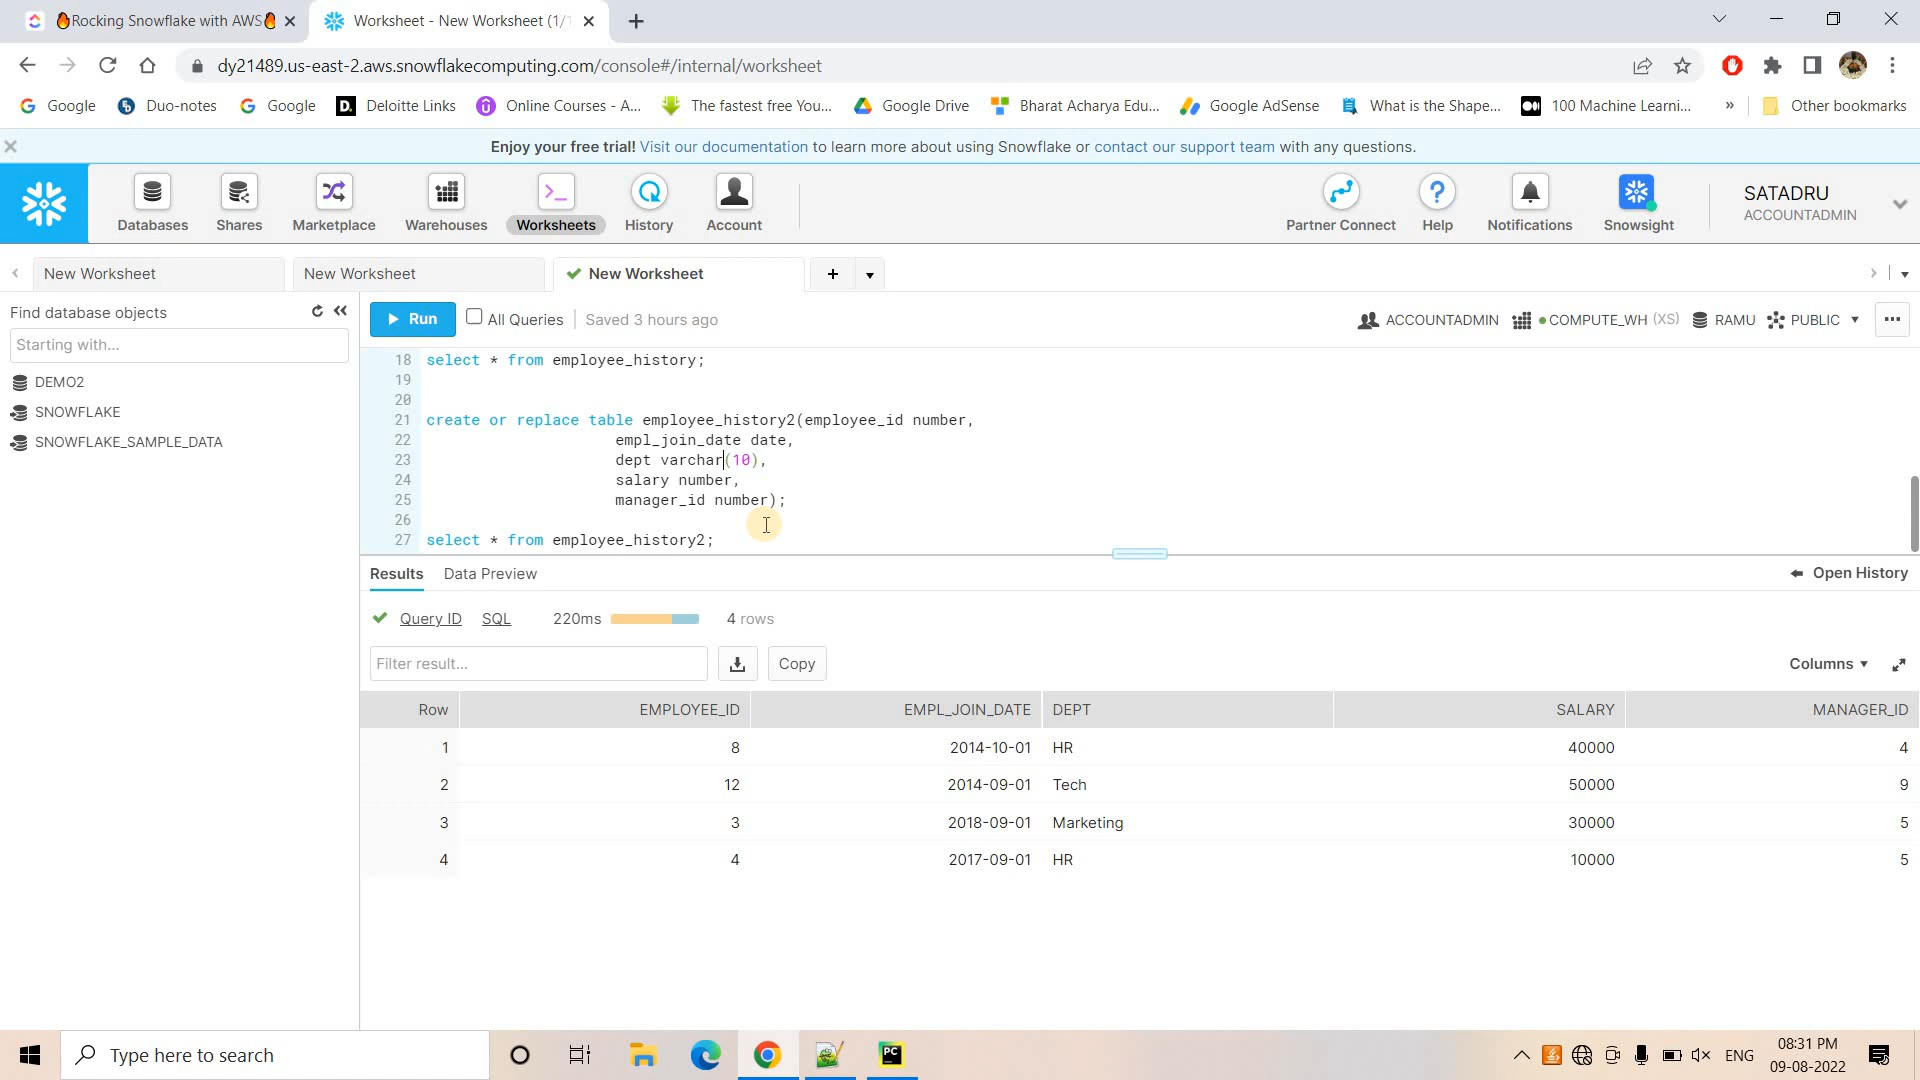 🔥Rocking Snowflake with AWS🔥
Worksheet - New Worksheet (1/1
dy21489.us-east-2.aws.snowflakecomputing.com/console#/internal/worksheet
Google Duo-notes Google Deloitte Links Online Courses - A... The fastest free You... Google Drive Bharat Acharya Edu... Google AdSense What is the Shape... 100 Machine Learni... » Other bookmarks
Enjoy your free trial! Visit our documentation to learn more about using Snowflake or contact our support team with any questions.
Databases Shares Marketplace Warehouses Worksheets History Account Partner Connect Help Notifications Snowsight
SATADRU
ACCOUNTADMIN
New Worksheet New Worksheet New Worksheet
Find database objects
Starting with...
DEMO2
SNOWFLAKE
SNOWFLAKE_SAMPLE_DATA
Run All Queries Saved 3 hours ago ACCOUNTADMIN COMPUTE_WH (XS) RAMU PUBLIC
18 select * from employee_history;
19
20
21 create or replace table employee_history2(employee_id number,
22 empl_join_date date,
23 dept varchar(10),
24 salary number,
25 manager_id number);
26
27 select * from employee_history2;
Results Data Preview Open History
Query ID SQL 220ms 4 rows
Filter result... Copy Columns
Row EMPLOYEE_ID EMPL_JOIN_DATE DEPT SALARY MANAGER_ID
1 8 2014-10-01 HR 40000 4
2 12 2014-09-01 Tech 50000 9
3 3 2018-09-01 Marketing 30000 5
4 4 2017-09-01 HR 10000 5
Type here to search
PC
ENG
08:31 PM
09-08-2022